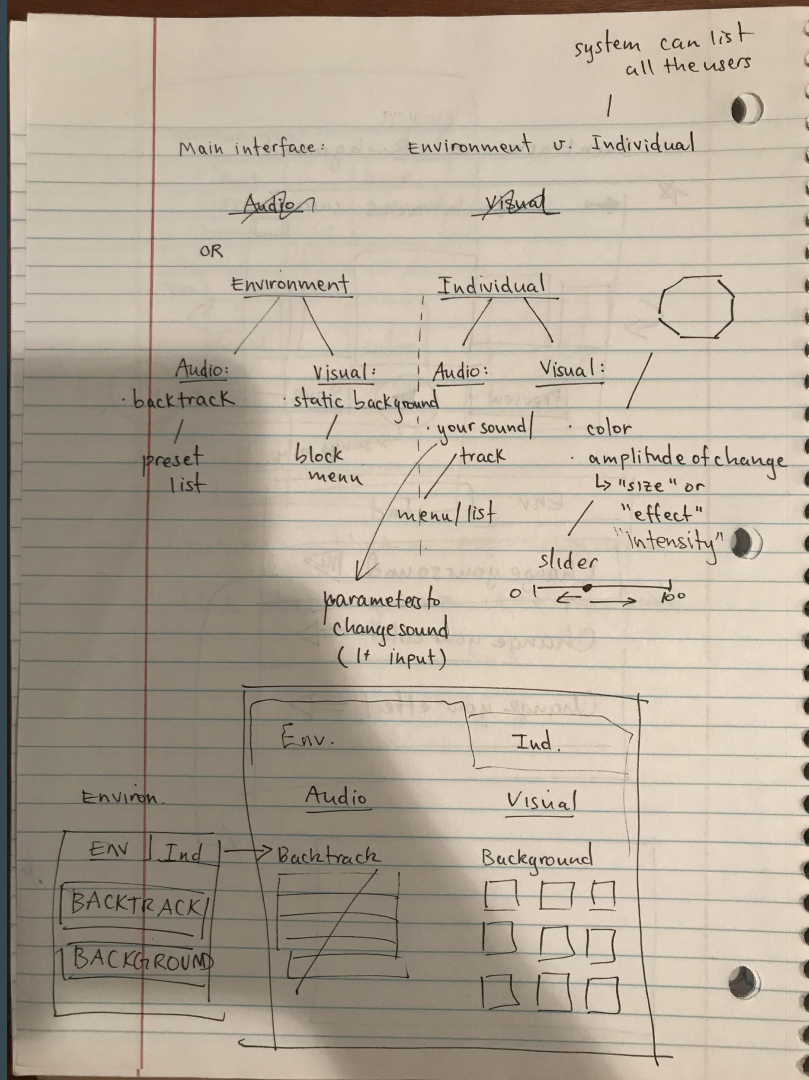 system can list
all the users
Main interface: Environment v. Individual
Audio Visual
OR
Environment Individual
Audio: Visual: Audio: Visual:
· backtrack · static background · your sound/ · color
track · amplitude of change
preset block ↳ "size" or
list menu menu/list "effect"
"intensity"
slider
0 100
parameters to
change sound
(1+ input)
Env. Ind.
Environ. Audio Visual
ENV Ind Backtrack Background
BACKTRACK
BACKGROUND